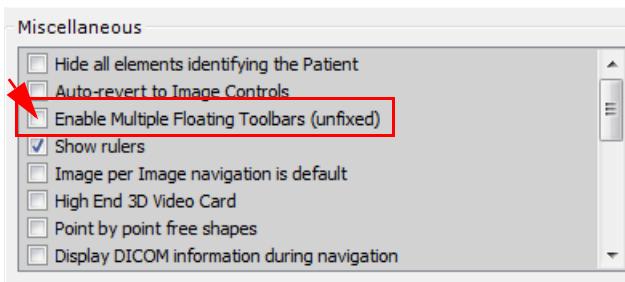 Miscellaneous
Hide all elements identifying the Patient
Auto-revert to Image Controls
Enable Multiple Floating Toolbars (unfixed)
Show rulers
Image per Image navigation is default
High End 3D Video Card
Point by point free shapes
Display DICOM information during navigation